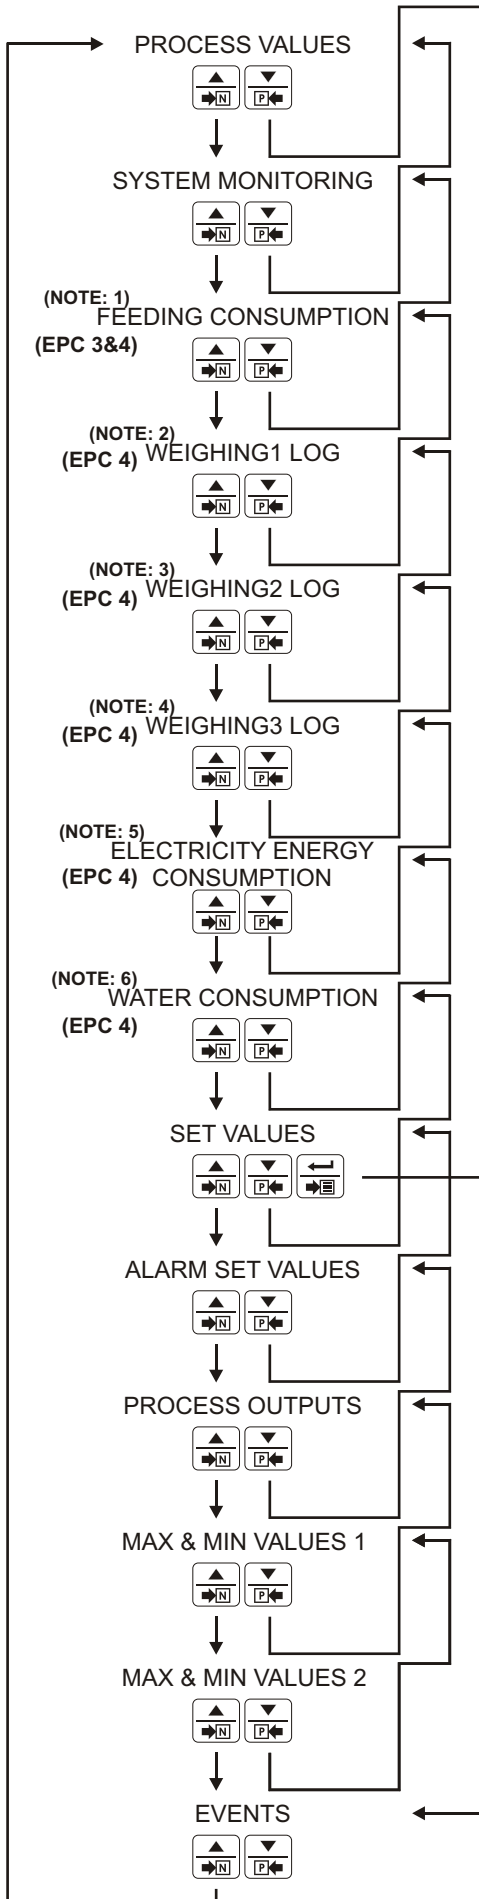 PROCESS VALUES
N P
SYSTEM MONITORING
N P
(NOTE: 1)
FEEDING CONSUMPTION
(EPC 3&4)
N P
(NOTE: 2)
(EPC 4) WEIGHING1 LOG
N P
(NOTE: 3)
(EPC 4) WEIGHING2 LOG
N P
(NOTE: 4)
(EPC 4) WEIGHING3 LOG
N P
(NOTE: 5)
ELECTRICITY ENERGY
(EPC 4) CONSUMPTION
N P
(NOTE: 6)
WATER CONSUMPTION
(EPC 4)
N P
SET VALUES
N P
ALARM SET VALUES
N P
PROCESS OUTPUTS
N P
MAX & MIN VALUES 1
N P
MAX & MIN VALUES 2
N P
EVENTS
N P